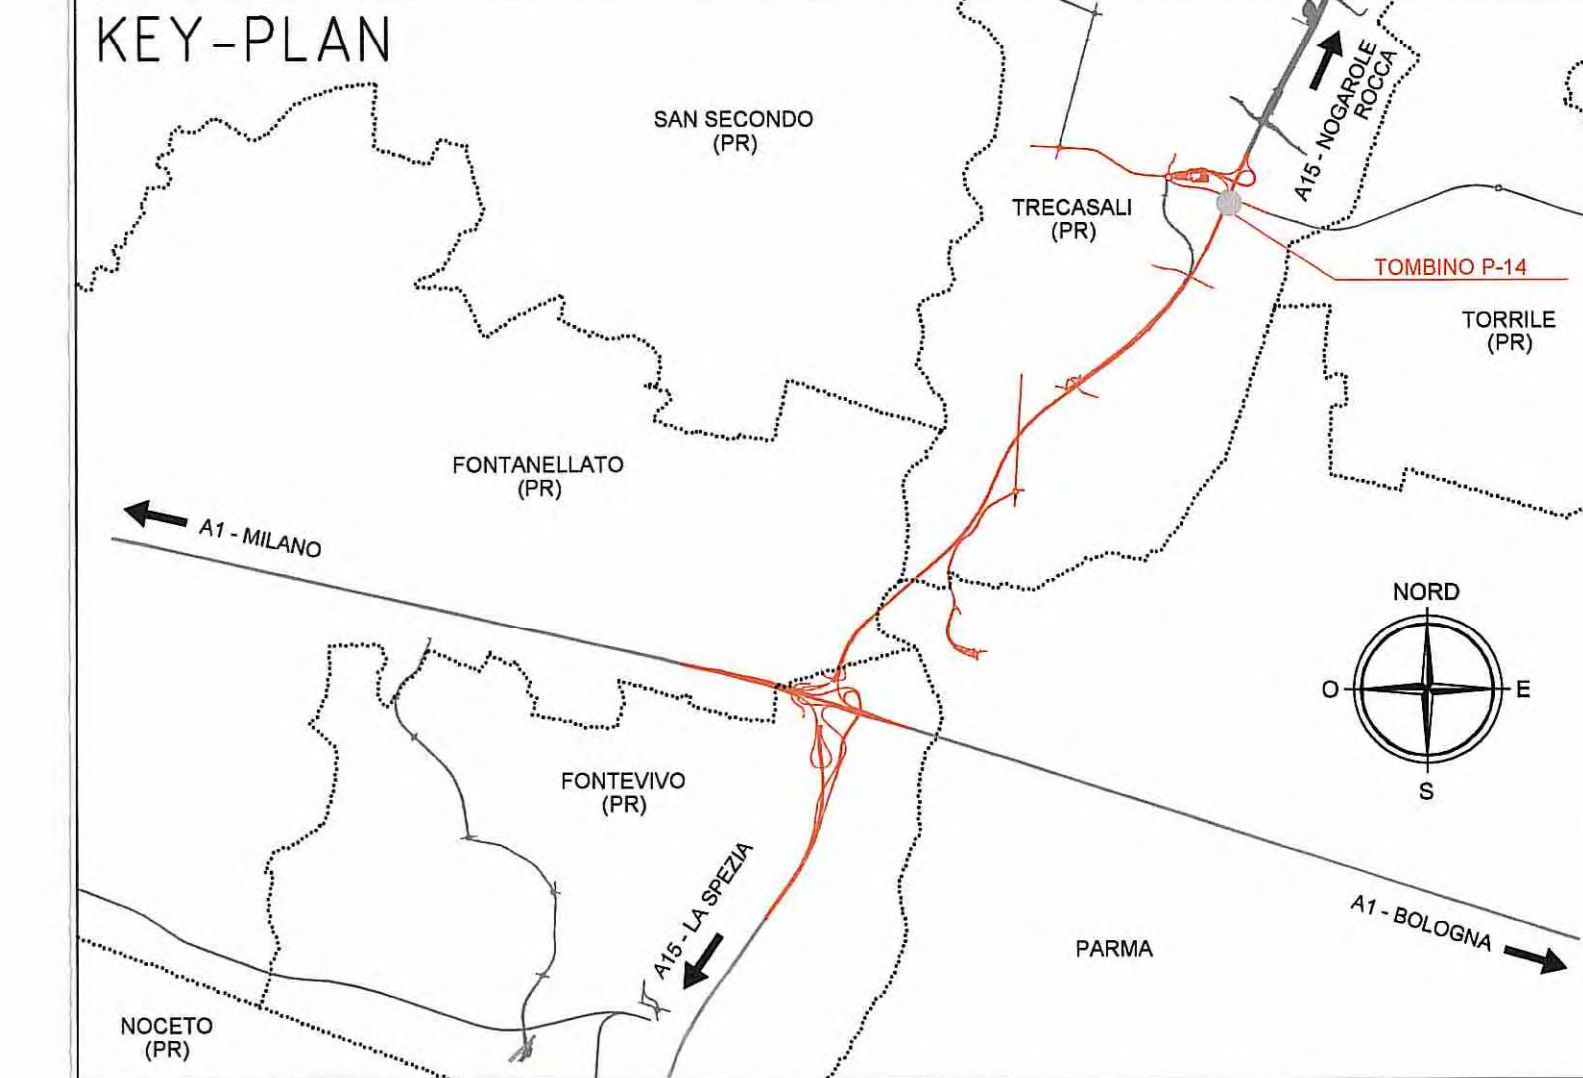 KEY-PLAN
SAN SECONDO
(PR)
A15 - NOGAROLE
ROCCA
TRECASALI
(PR)
TOMBINO P-14
TORRILE
(PR)
FONTANELLATO
(PR)
A1 - MILANO
NORD
O
E
S
FONTEVIVO
(PR)
A15 - LA SPEZIA
A1 - BOLOGNA
PARMA
NOCETO
(PR)